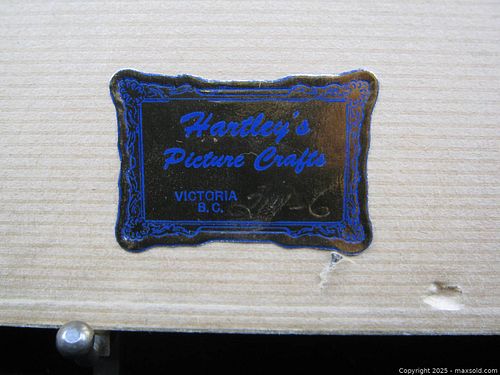 Hartley's
Picture Crafts
VICTORIA
B. C.
Copyright 2025 - maxsold.com